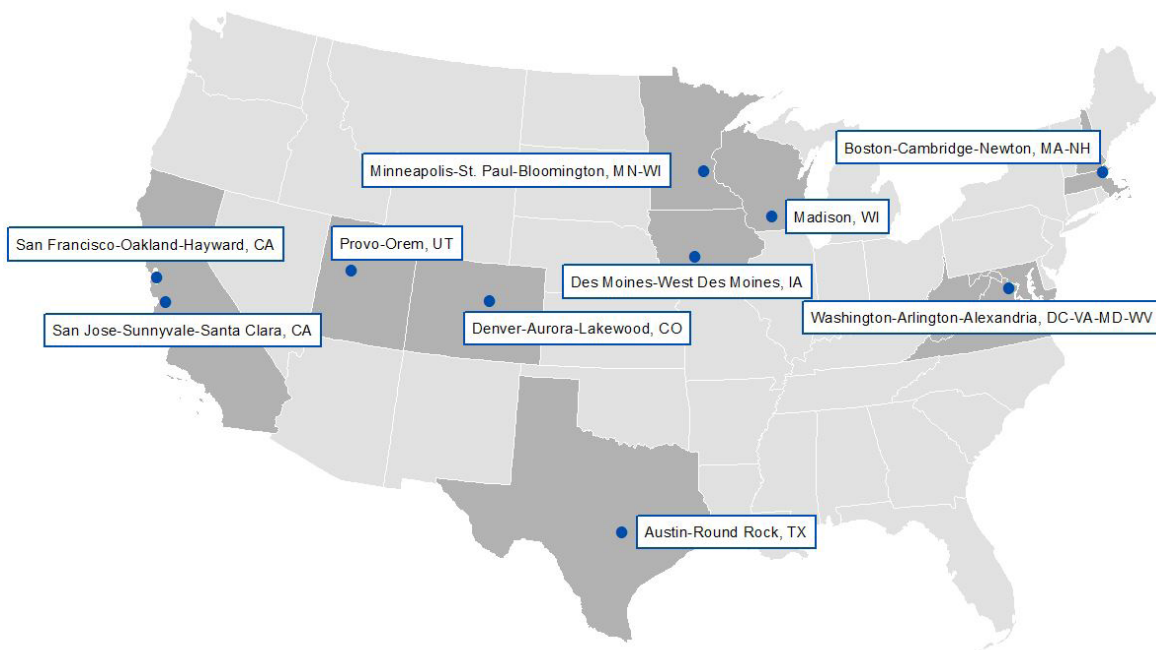 Boston-Cambridge-Newton, MA-NH
Minneapolis-St. Paul-Bloomington, MN-WI
Madison, WI
San Francisco-Oakland-Hayward, CA
Provo-Orem, UT
Des Moines-West Des Moines, IA
San Jose-Sunnyvale-Santa Clara, CA
Denver-Aurora-Lakewood, CO
Washington-Arlington-Alexandria, DC-VA-MD-WV
Austin-Round Rock, TX